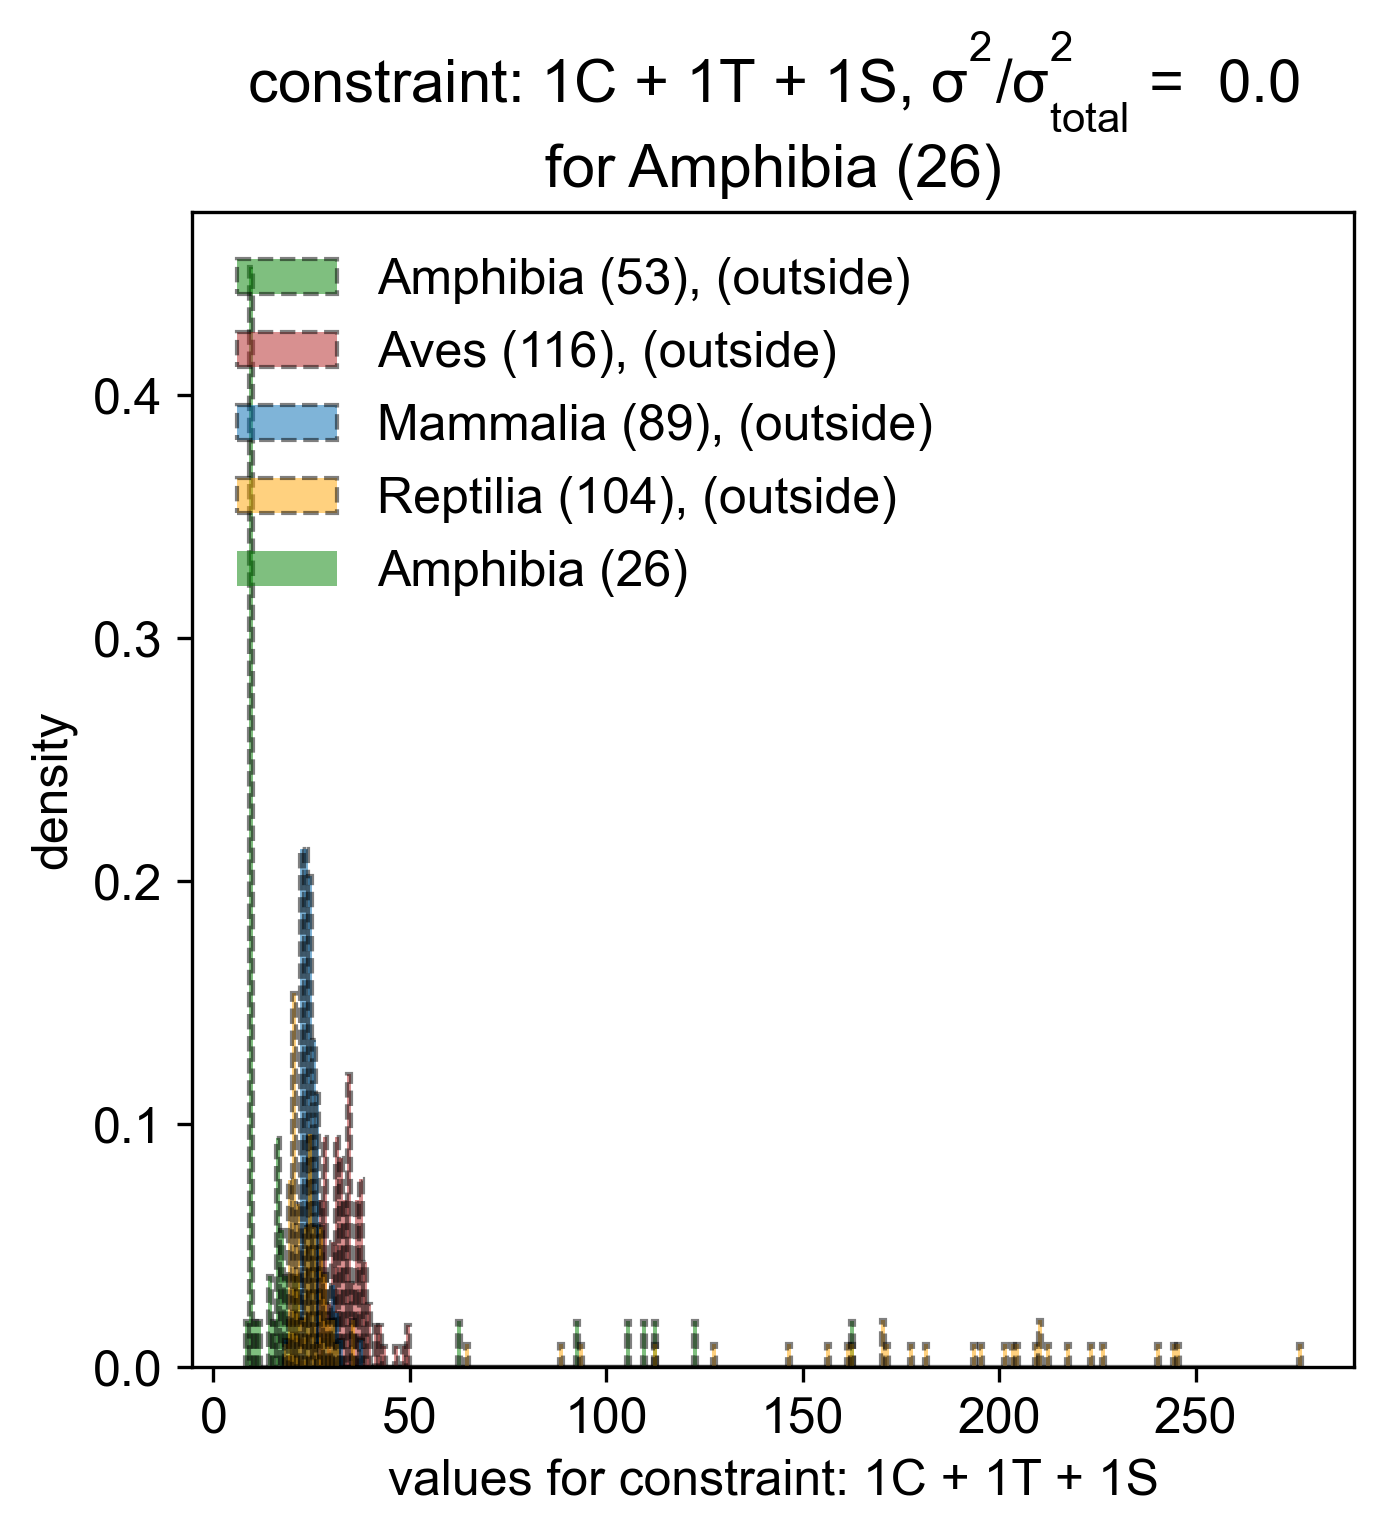 constraint: 1C + 1T + 1S, σ²/σ²total = 0.0
for Amphibia (26)
Amphibia (53), (outside)
Aves (116), (outside)
Mammalia (89), (outside)
Reptilia (104), (outside)
Amphibia (26)
density
0.4
0.3
0.2
0.1
0.0
0 50 100 150 200 250
values for constraint: 1C + 1T + 1S